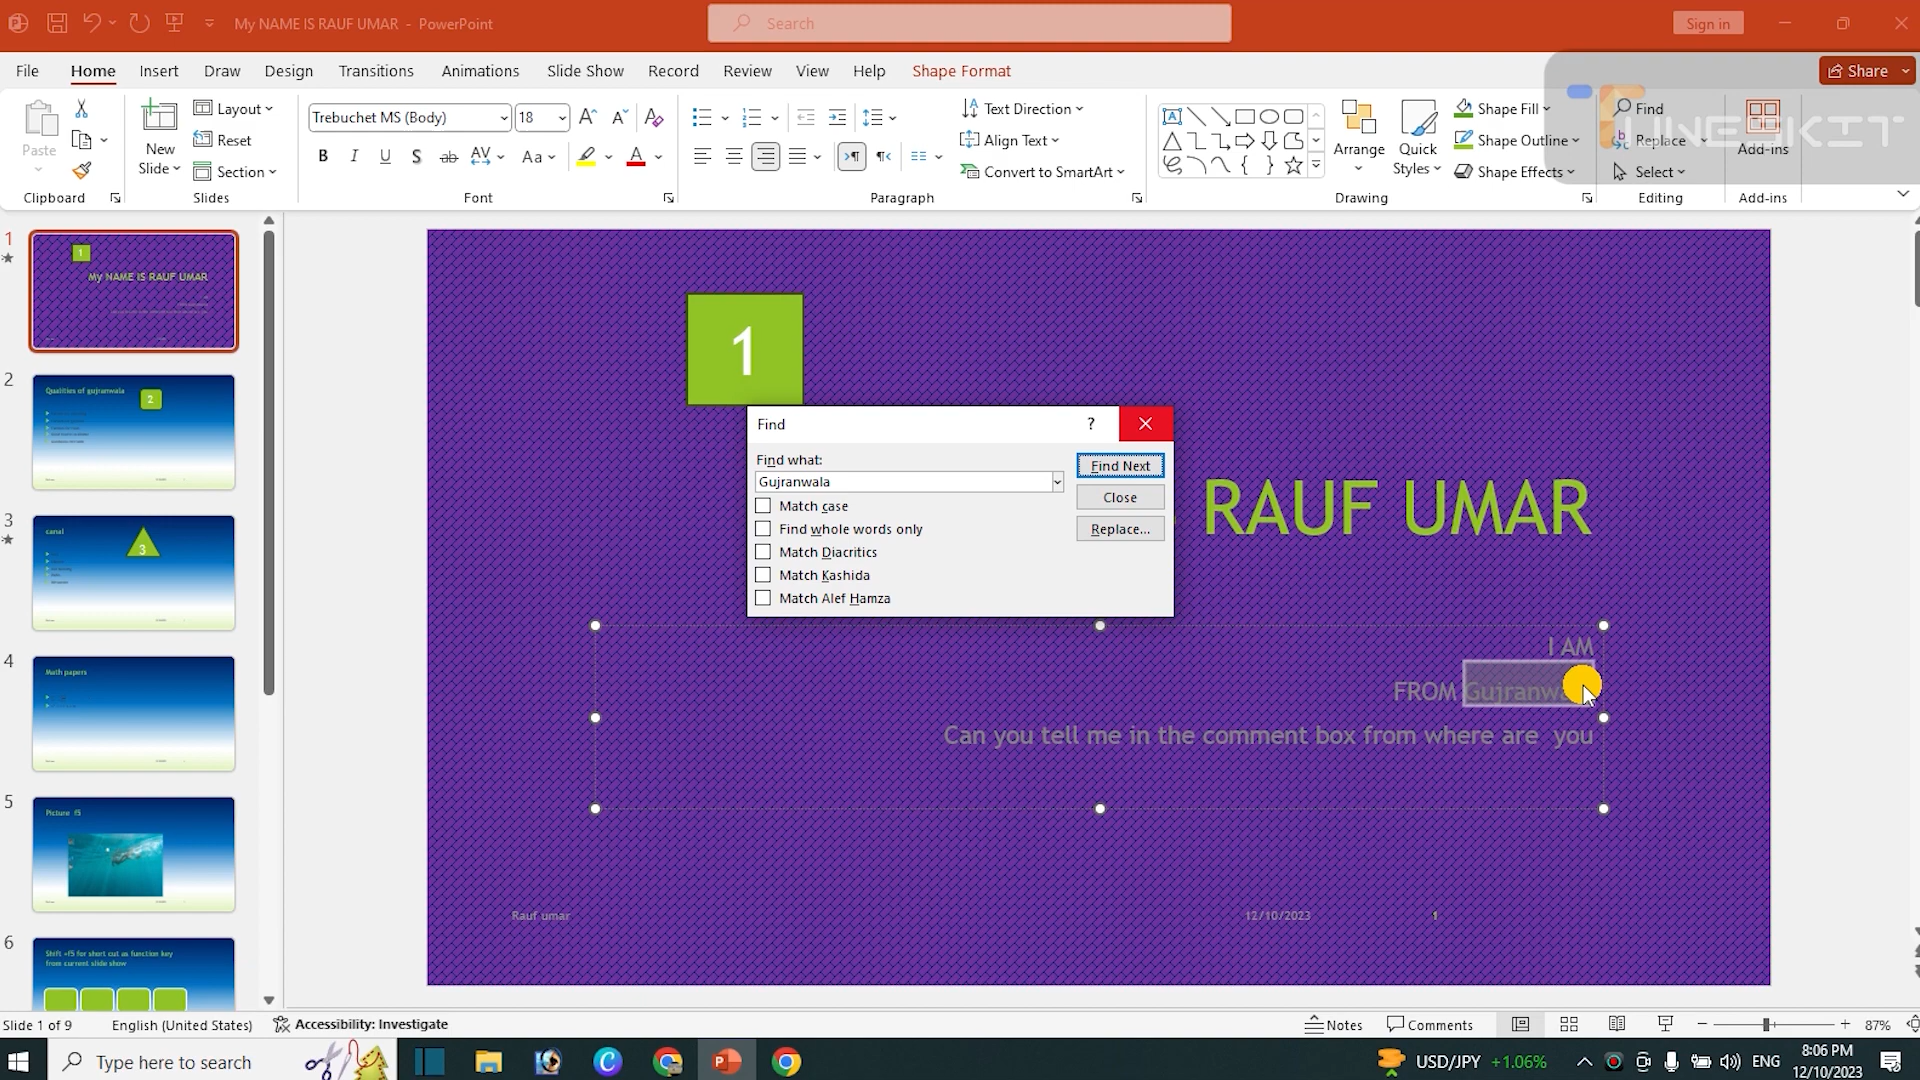 My NAME IS RAUF UMAR - PowerPoint
Search
Sign in
File Home Insert Draw Design Transitions Animations Slide Show Record Review View Help Shape Format
Share
Paste
New
Slide
Layout
Reset
Section
Trebuchet MS (Body)
18
B I U S ab AV Aa A
Text Direction
Align Text
Convert to SmartArt
Arrange
Quick
Styles
Shape Fill
Shape Outline
Shape Effects
Find
Replace
Select
Add-ins
Clipboard
Slides
Font
Paragraph
Drawing
Editing
Add-ins
1
1
My NAME IS RAUF UMAR
2
Qualities of gujranwala
2
3
canal
3
4
Math papers
5
Picture f5
6
Shift +f5 for short cut as function key
from current slide show
1
RAUF UMAR
I AM
FROM Gujranwala
Can you tell me in the comment box from where are you
Rauf umar
12/10/2023
1
Find
?
Find what:
Gujranwala
Match case
Find whole words only
Match Diacritics
Match Kashida
Match Alef Hamza
Find Next
Close
Replace...
Slide 1 of 9
English (United States)
Accessibility: Investigate
Notes
Comments
87%
Type here to search
USD/JPY +1.06%
ENG
8:06 PM
12/10/2023